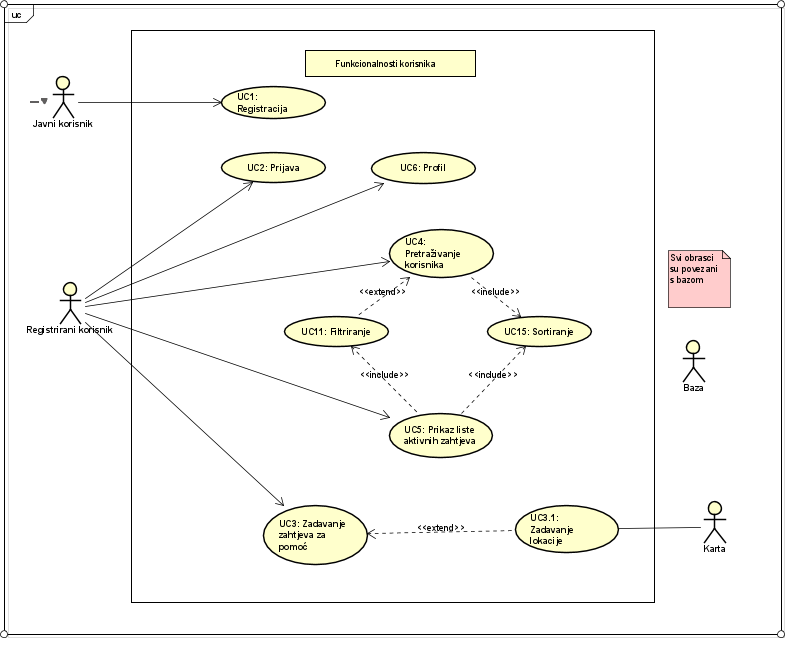 uc
Funkcionalnosti korisnika
UC1:
Registracija
Javni korisnik
UC2: Prijava
UC6: Profil
UC4:
Pretraživanje
korisnika
Svi obrasci
su povezani
s bazom
<<extend>>
<<include>>
Registrirani korisnik
UC11: Filtriranje
UC15: Sortiranje
<<include>>
<<include>>
Baza
UC5: Prikaz liste
aktivnih zahtjeva
UC3: Zadavanje
zahtjeva za
pomoć
<<extend>>
UC3.1:
Zadavanje
lokacije
Karta